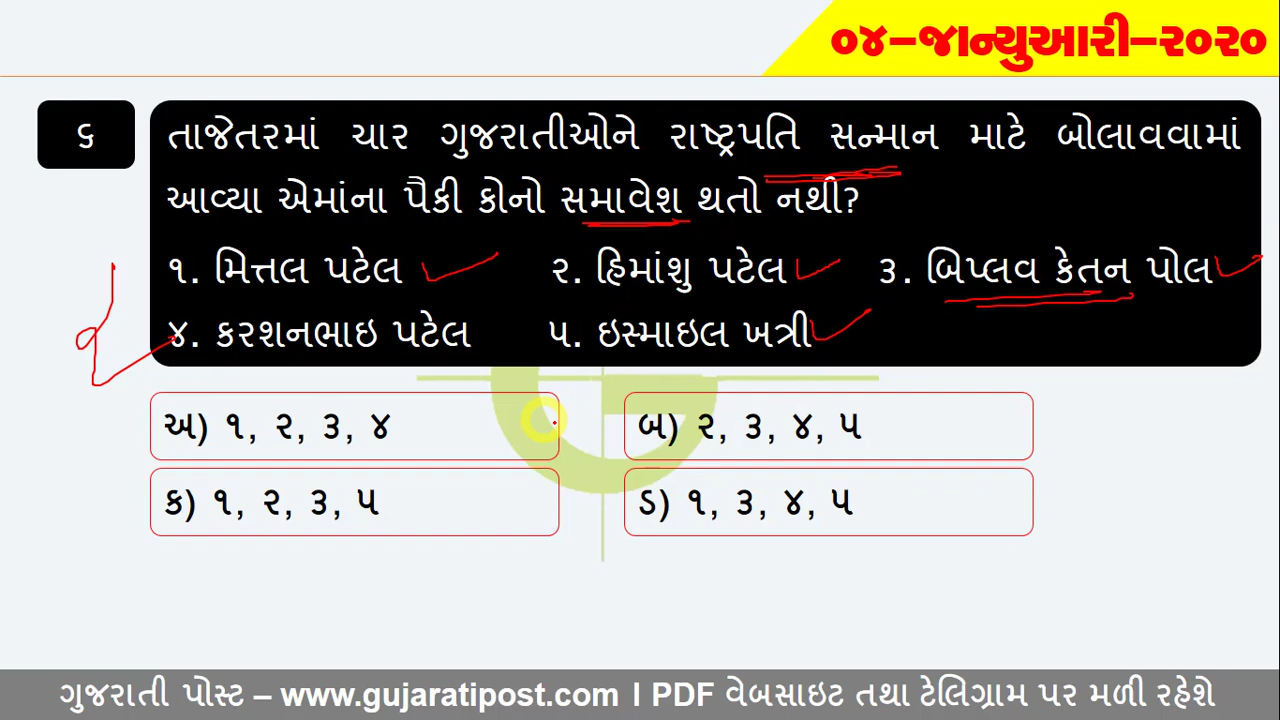 ૦૪-જાન્યુઆરી-૨૦૨૦
૬
તાજેતરમાં ચાર ગુજરાતીઓને રાષ્ટ્રપતિ સન્માન માટે બોલાવવામાં
આવ્યા એમાંના પૈકી કોનો સમાવેશ થતો નથી?
૧. મિત્તલ પટેલ ૨. હિમાંશુ પટેલ ૩. બિપ્લવ કેતન પોલ
૪. કરશનભાઇ પટેલ ૫. ઇસ્માઇલ ખત્રી
અ) ૧, ૨, ૩, ૪ બ) ૨, ૩, ૪, ૫
ક) ૧, ૨, ૩, ૫ ડ) ૧, ૩, ૪, ૫
ગુજરાતી પોસ્ટ – www.gujaratipost.com l PDF વેબસાઇટ તથા ટેલિગ્રામ પર મળી રહેશે